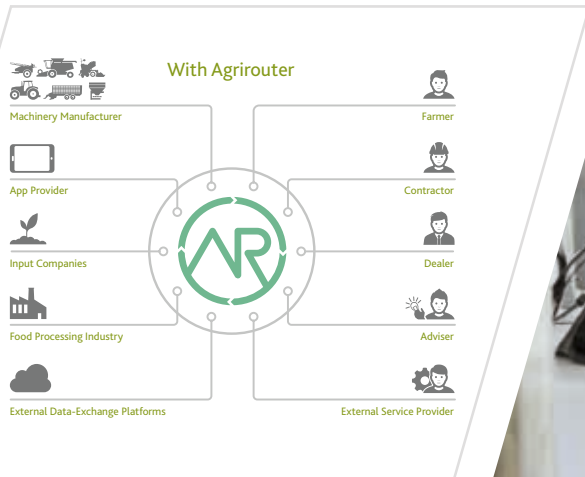 With Agrirouter
Machinery Manufacturer
Farmer
App Provider
Contractor
Input Companies
Dealer
Food Processing Industry
Adviser
External Data-Exchange Platforms
External Service Provider
AR